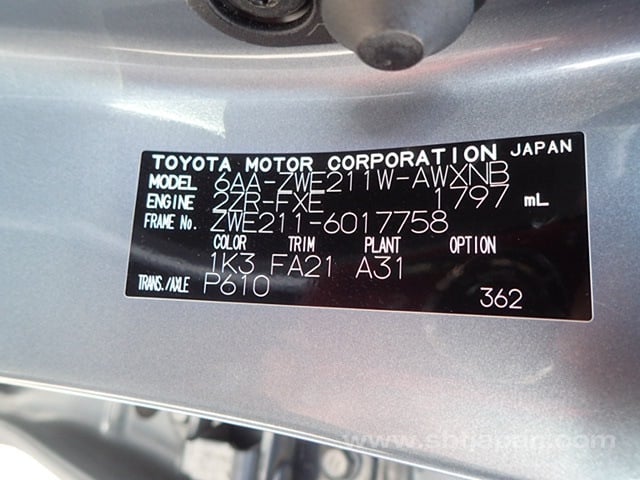 TOYOTA MOTOR CORPORATION JAPAN
MODEL 6AA-ZWE211W-AWXNB
ENGINE 2ZR-FXE 1797 mL
FRAME No. ZWE211-6017758
COLOR TRIM PLANT OPTION
1K3 FA21 A31
TRANS./AXLE P610
362
www.sbtjapan.com